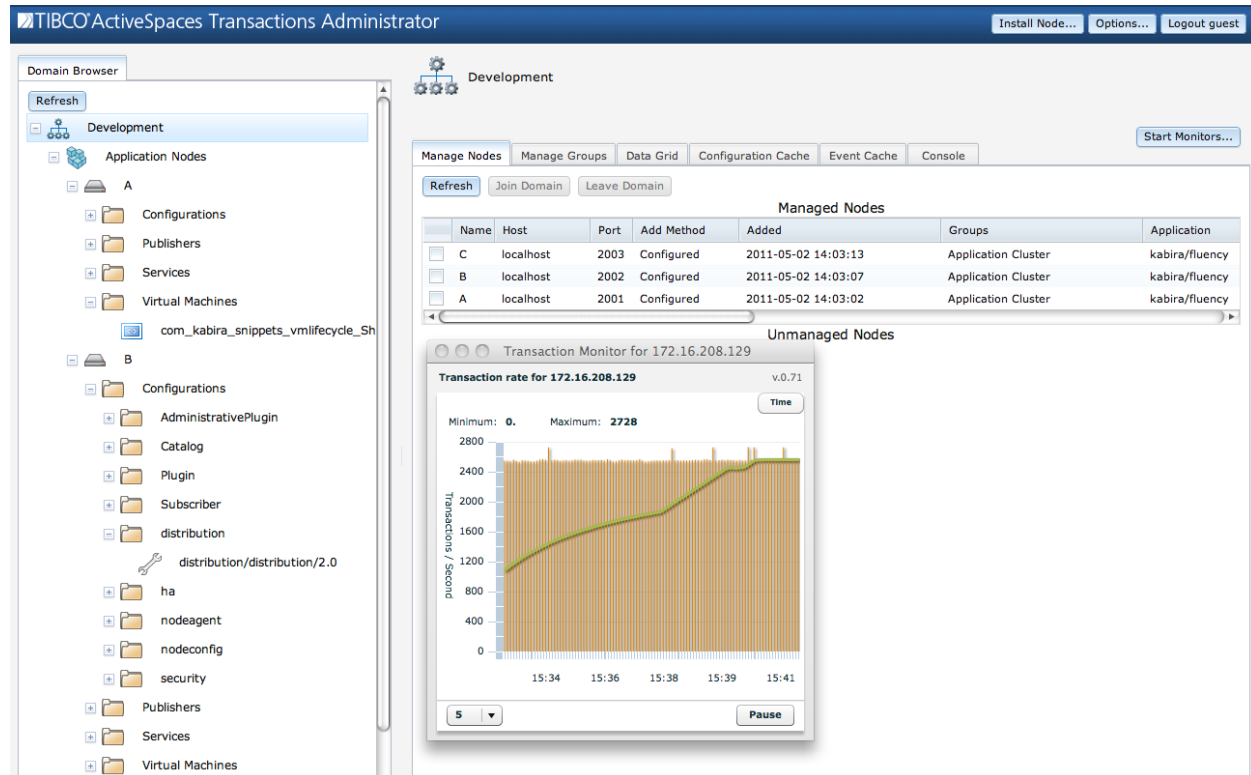 TIBCO® ActiveSpaces Transactions Administrator
Install Node... Options... Logout guest
Domain Browser
Refresh
Development
Application Nodes
A
Configurations
Publishers
Services
Virtual Machines
com_kabira_snippets_vmlifecycle_Sh
B
Configurations
AdministrativePlugin
Catalog
Plugin
Subscriber
distribution
distribution/distribution/2.0
ha
nodeagent
nodeconfig
security
Publishers
Services
Virtual Machines
Development
Start Monitors...
Manage Nodes Manage Groups Data Grid Configuration Cache Event Cache Console
Refresh Join Domain Leave Domain
Managed Nodes
Name Host Port Add Method Added Groups Application
C localhost 2003 Configured 2011-05-02 14:03:13 Application Cluster kabira/fluency
B localhost 2002 Configured 2011-05-02 14:03:07 Application Cluster kabira/fluency
A localhost 2001 Configured 2011-05-02 14:03:02 Application Cluster kabira/fluency
Unmanaged Nodes
Transaction Monitor for 172.16.208.129
Transaction rate for 172.16.208.129 v.0.71
Time
Minimum: 0. Maximum: 2728
2800
2400
2000
1600
1200
800
400
0
Transactions / Second
15:34 15:36 15:38 15:39 15:41
5 Pause